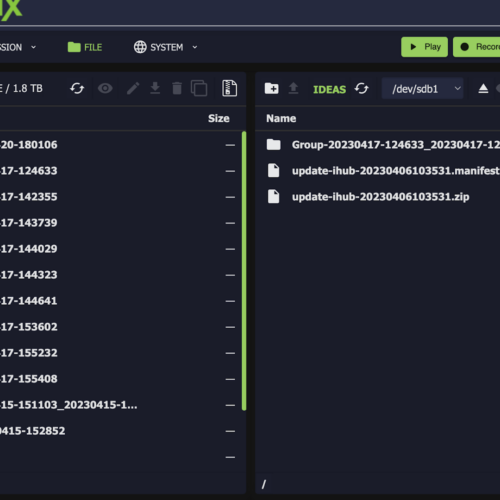 SSION
FILE
SYSTEM
Play
Recor
E / 1.8 TB
Size
20-180106 —
17-124633 —
17-142355 —
17-143739 —
17-144029 —
17-144323 —
17-144641 —
17-153602 —
17-155232 —
17-155408 —
15-151103_20230415-1... —
0415-152852 —
—
IDEAS
/dev/sdb1
Name
Group-20230417-124633_20230417-12
update-ihub-20230406103531.manifest
update-ihub-20230406103531.zip
/